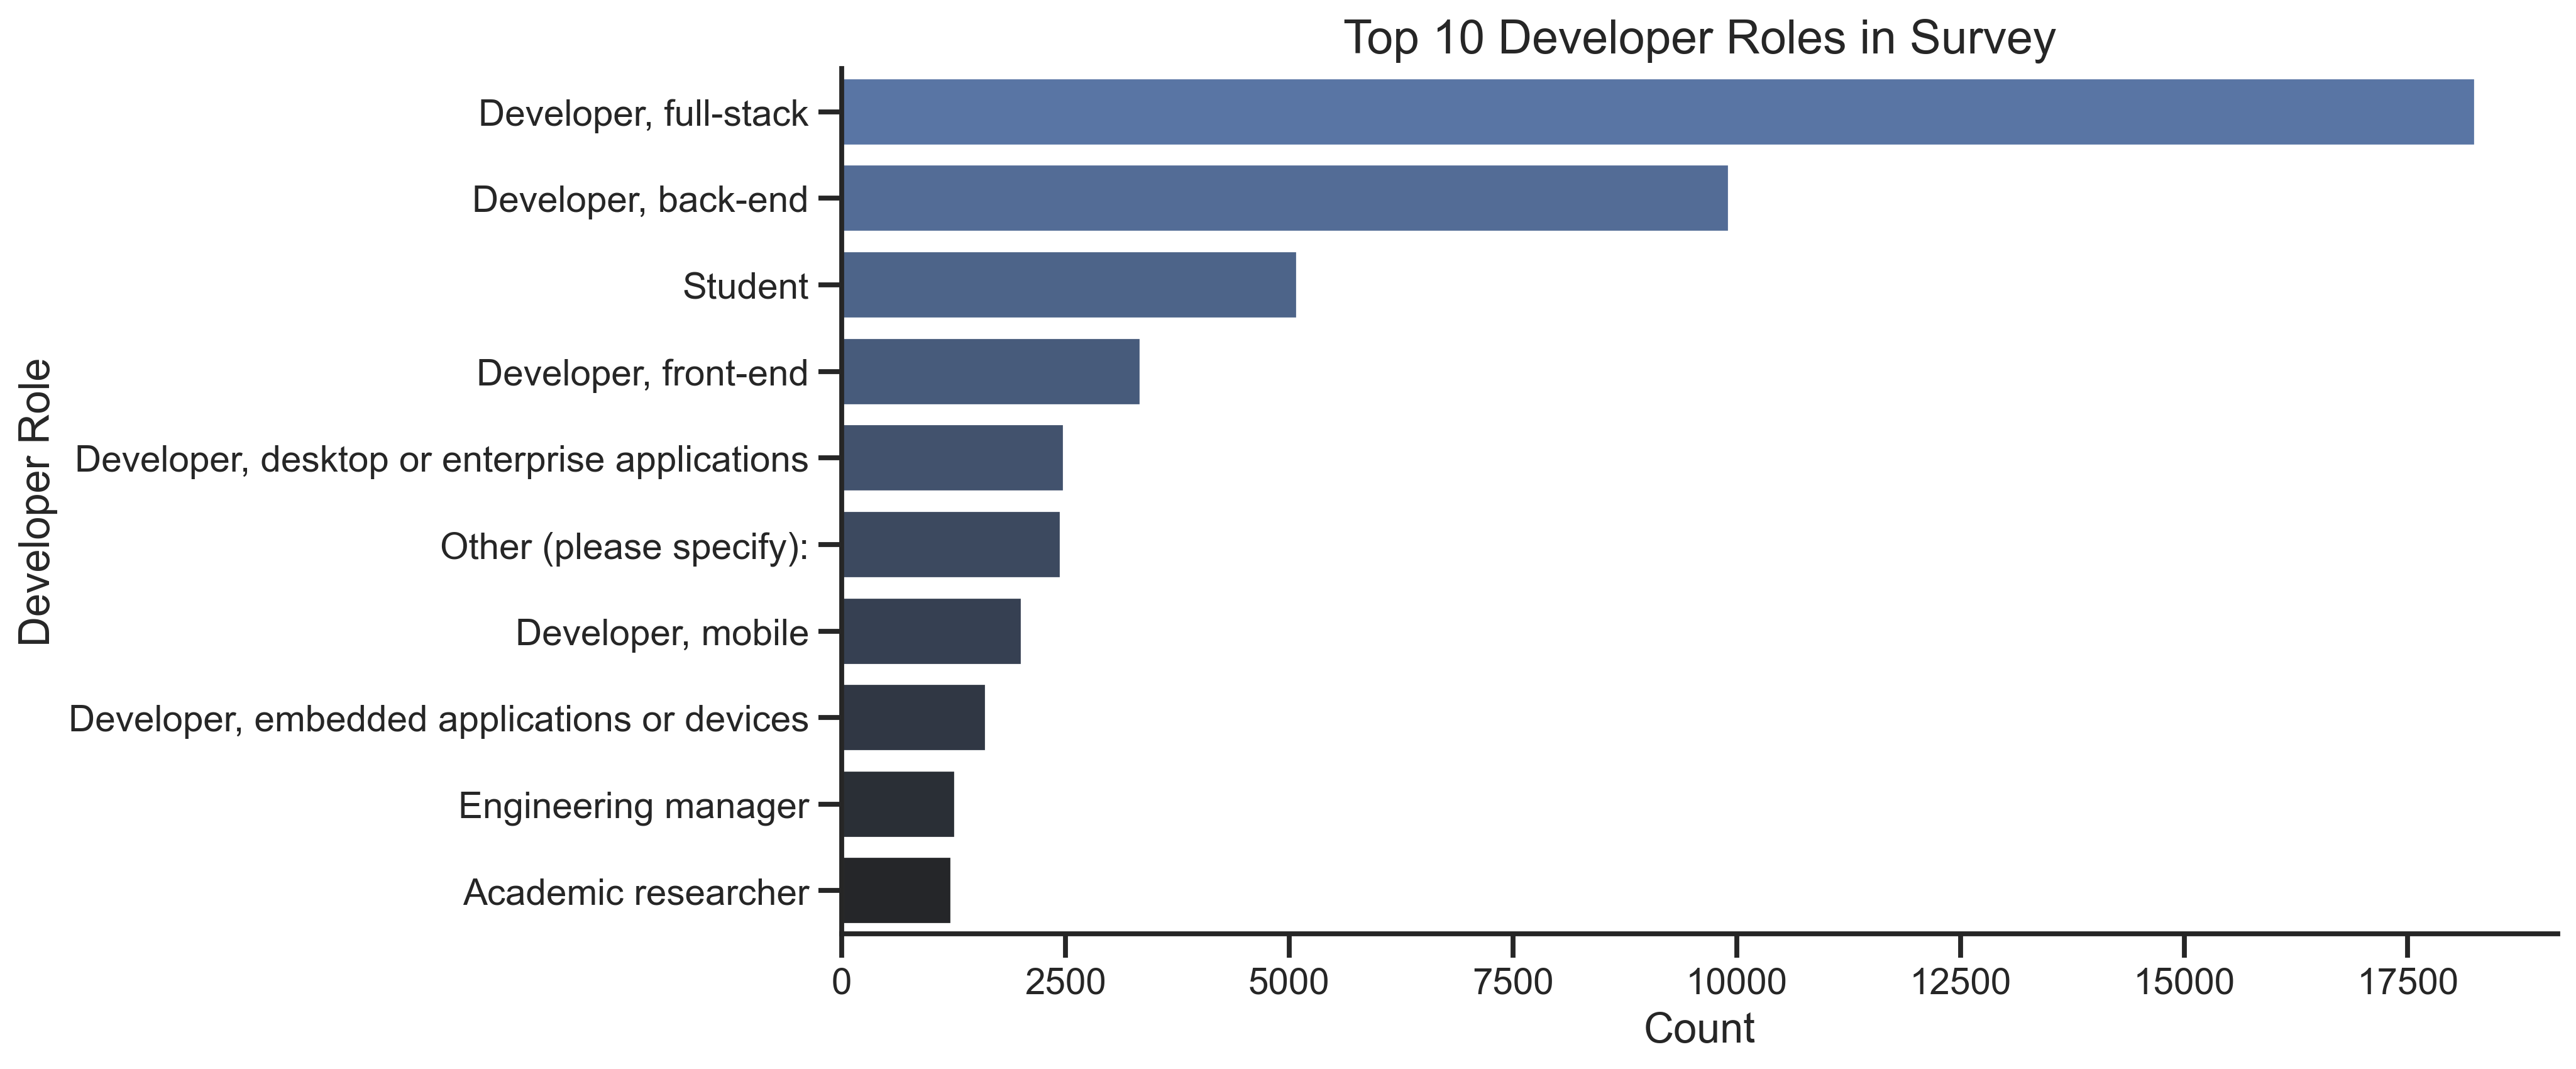 Top 10 Developer Roles in Survey
Developer Role
Developer, full-stack
Developer, back-end
Student
Developer, front-end
Developer, desktop or enterprise applications
Other (please specify):
Developer, mobile
Developer, embedded applications or devices
Engineering manager
Academic researcher
0 2500 5000 7500 10000 12500 15000 17500
Count